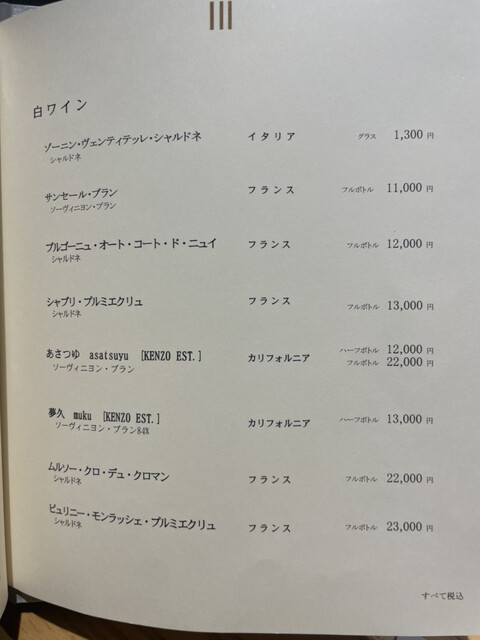 白ワイン
ゾーニン・ヴェンティテッレ・シャルドネ イタリア グラス 1,300 円
シャルドネ
サンセール・ブラン フランス フルボトル 11,000 円
ソーヴィニヨン・ブラン
ブルゴーニュ・オート・コート・ド・ニュイ フランス フルボトル 12,000 円
シャルドネ
シャブリ・プルミエクリュ フランス フルボトル 13,000 円
シャルドネ
あさつゆ asatsuyu [KENZO EST.] カリフォルニア ハーフボトル 12,000 円
フルボトル 22,000 円
ソーヴィニヨン・ブラン
夢久 muku [KENZO EST.] カリフォルニア ハーフボトル 13,000 円
ソーヴィニヨン・ブラン84%
ムルソー・クロ・デュ・クロマン フランス フルボトル 22,000 円
シャルドネ
ピュリニー・モンラッシェ・プルミエクリュ フランス フルボトル 23,000 円
シャルドネ
すべて税込